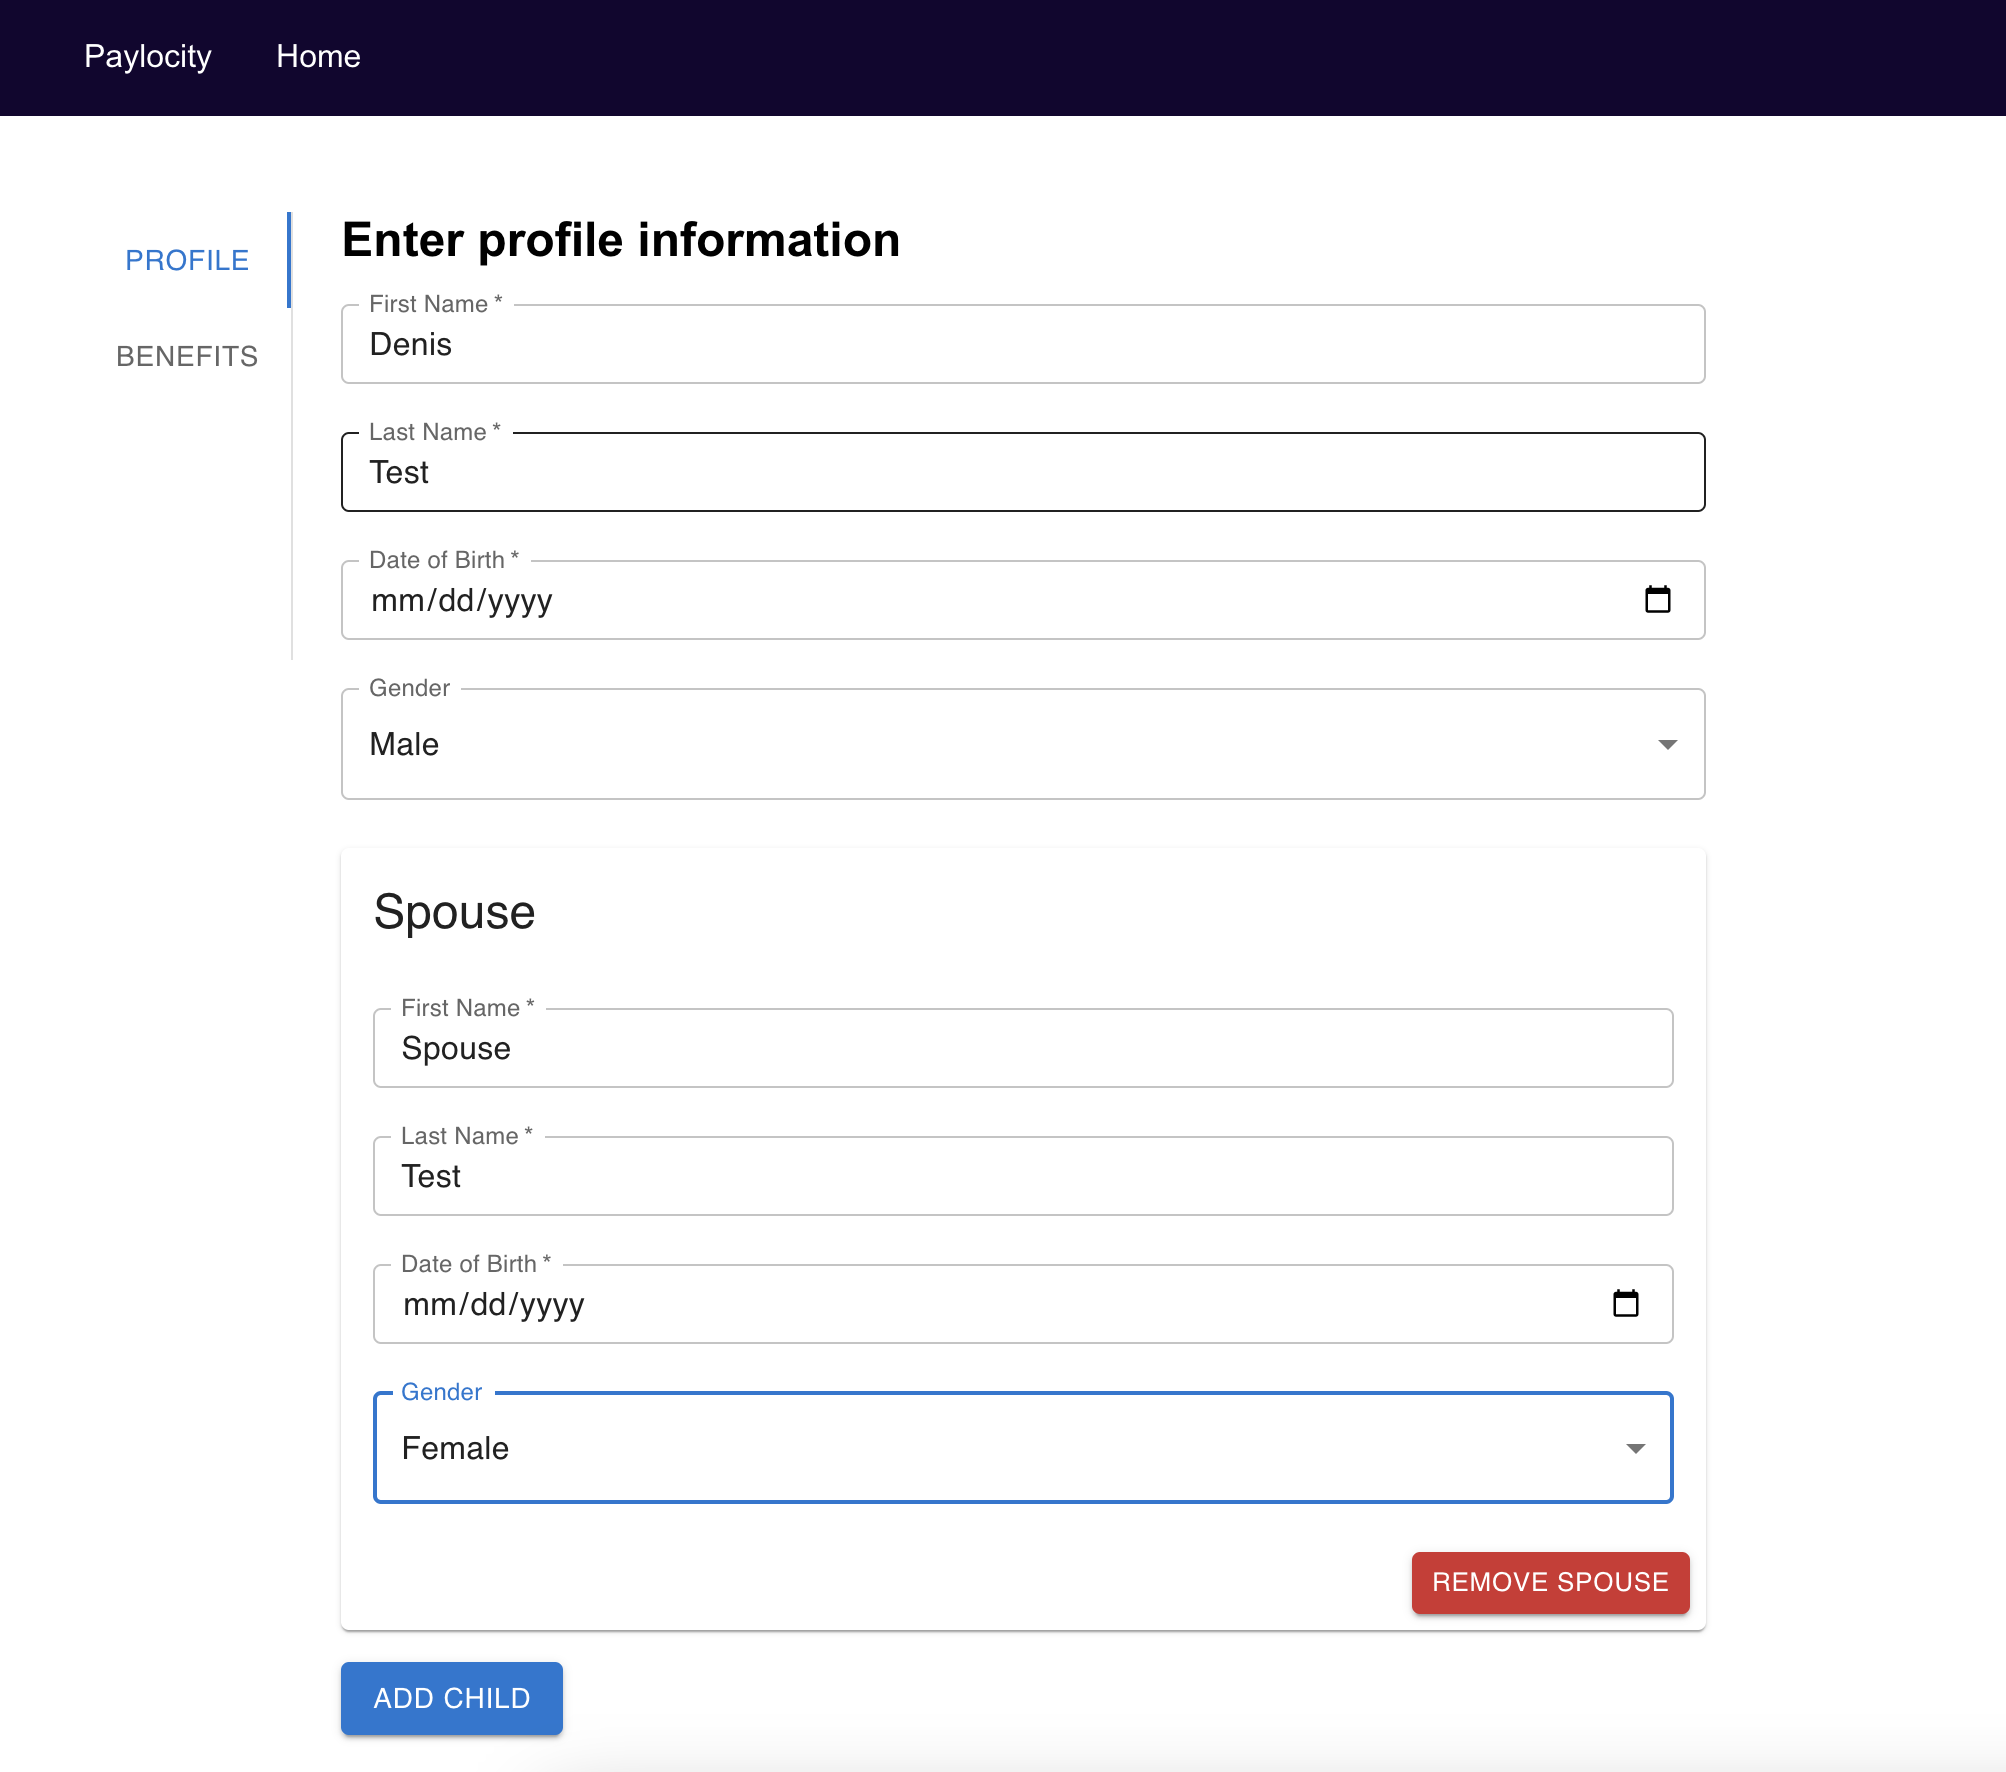 Paylocity Home
PROFILE
BENEFITS
Enter profile information
First Name *
Denis
Last Name *
Test
Date of Birth *
mm/dd/yyyy
Gender
Male
Spouse
First Name *
Spouse
Last Name *
Test
Date of Birth *
mm/dd/yyyy
Gender
Female
REMOVE SPOUSE
ADD CHILD